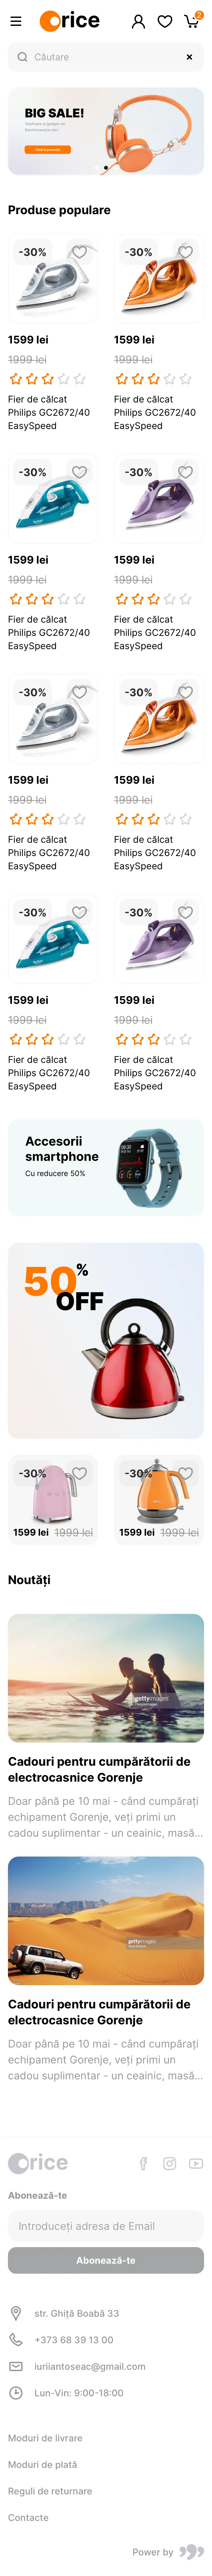 Orice
2
Căutare
BIG SALE!
Produse populare
-30%
-30%
1599 lei
1599 lei
1999 lei
1999 lei
Fier de călcat
Philips GC2672/40
EasySpeed
Fier de călcat
Philips GC2672/40
EasySpeed
-30%
-30%
1599 lei
1599 lei
1999 lei
1999 lei
Fier de călcat
Philips GC2672/40
EasySpeed
Fier de călcat
Philips GC2672/40
EasySpeed
-30%
-30%
1599 lei
1599 lei
1999 lei
1999 lei
Fier de călcat
Philips GC2672/40
EasySpeed
Fier de călcat
Philips GC2672/40
EasySpeed
-30%
-30%
1599 lei
1599 lei
1999 lei
1999 lei
Fier de călcat
Philips GC2672/40
EasySpeed
Fier de călcat
Philips GC2672/40
EasySpeed
Accesorii
smartphone
Cu reducere 50%
50%
OFF
-30%
-30%
1599 lei 1999 lei
1599 lei 1999 lei
Noutăți
gettyimages
Cadouri pentru cumpărătorii de
electrocasnice Gorenje
Doar până pe 10 mai - când cumpărați
echipament Gorenje, veți primi un
cadou suplimentar - un ceainic, masă...
gettyimages
Cadouri pentru cumpărătorii de
electrocasnice Gorenje
Doar până pe 10 mai - când cumpărați
echipament Gorenje, veți primi un
cadou suplimentar - un ceainic, masă...
Orice
Abonează-te
Introduceți adresa de Email
Abonează-te
str. Ghiță Boabă 33
+373 68 39 13 00
iuriiantoseac@gmail.com
Lun-Vin: 9:00-18:00
Moduri de livrare
Moduri de plată
Reguli de returnare
Contacte
Power by